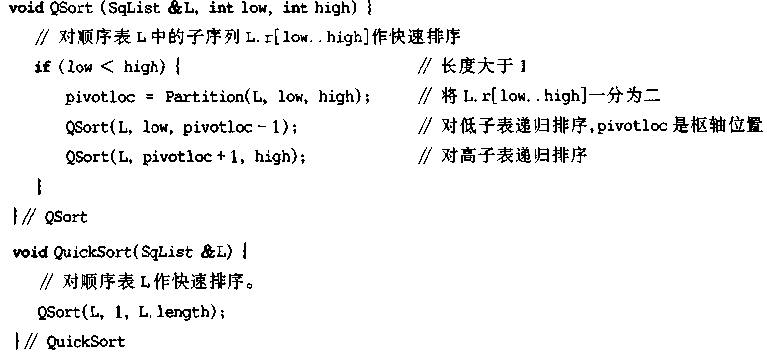 void QSort (SqList &L, int low, int high) {
// 对顺序表 L 中的子序列 L.r[low..high]作快速排序
if (low < high) { // 长度大于 1
pivotloc = Partition(L, low, high); // 将 L.r[low..high]一分为二
QSort(L, low, pivotloc-1); // 对低子表递归排序,pivotloc 是枢轴位置
QSort(L, pivotloc+1, high); // 对高子表递归排序
}
}// QSort
void QuickSort(SqList &L) {
// 对顺序表 L 作快速排序。
QSort(L, 1, L.length);
}// QuickSort